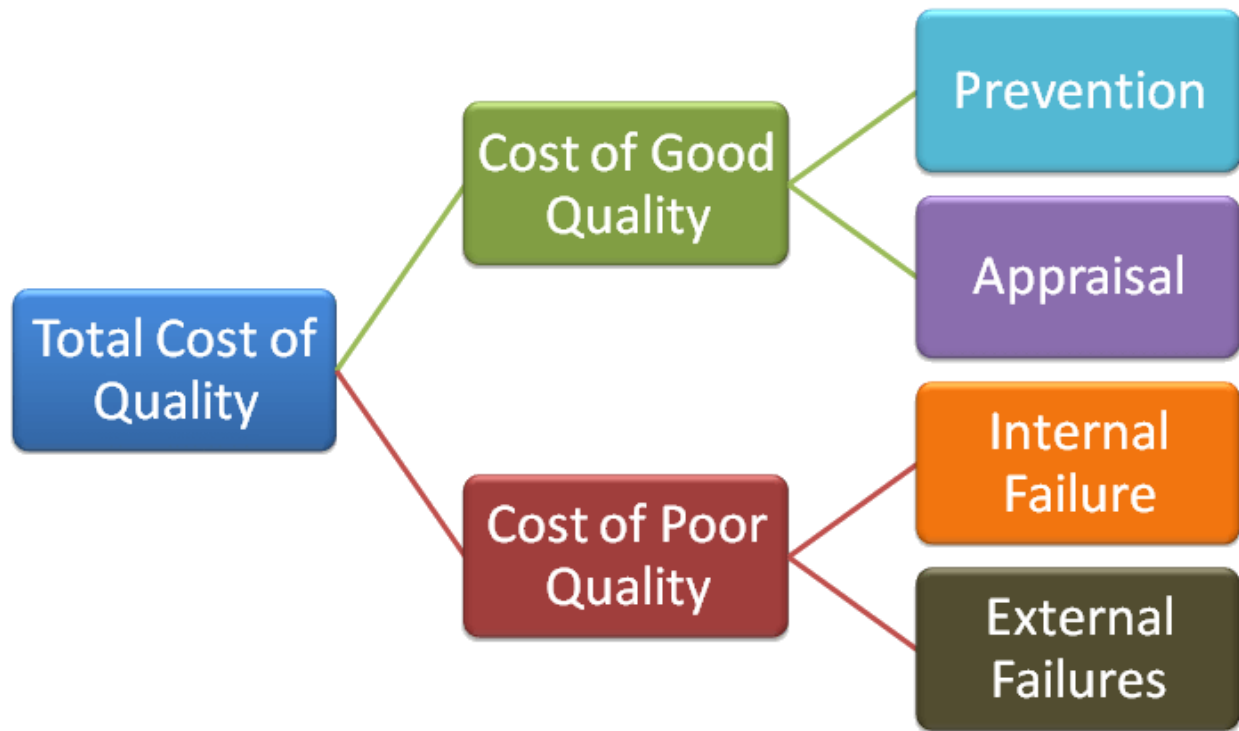 Total Cost of
Quality
Cost of Good
Quality
Prevention
Appraisal
Cost of Poor
Quality
Internal
Failure
External
Failures